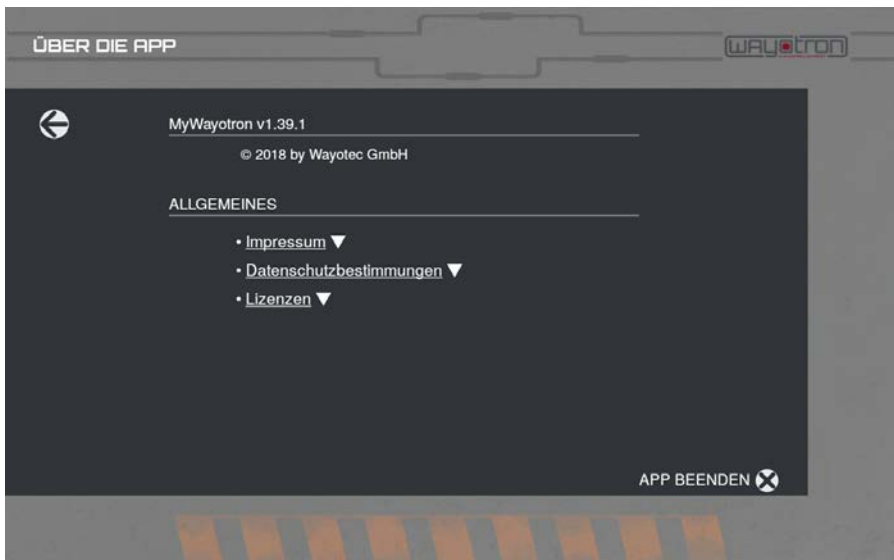 ÜBER DIE APP
wayotron
MyWayotron v1.39.1
© 2018 by Wayotec GmbH
ALLGEMEINES
• Impressum ▼
• Datenschutzbestimmungen ▼
• Lizenzen ▼
APP BEENDEN